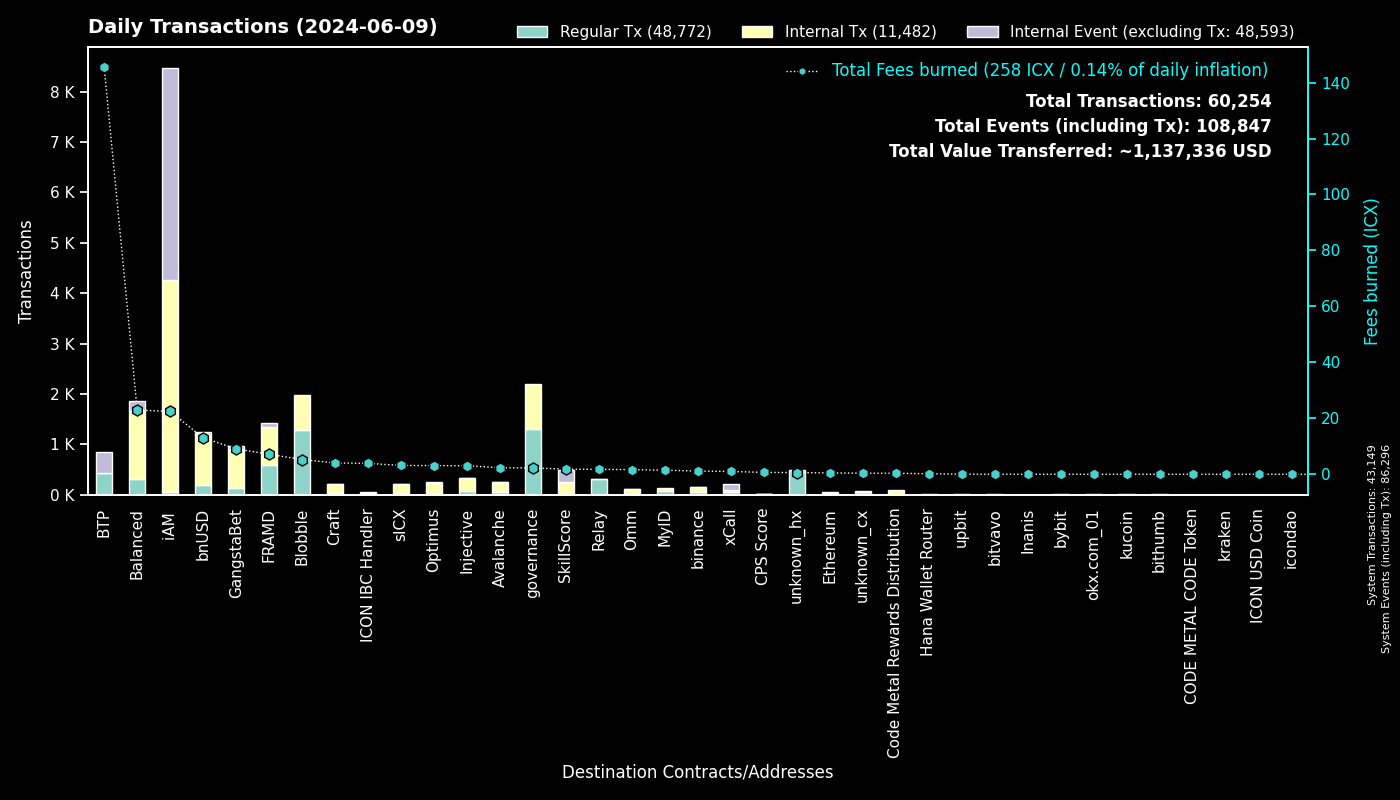 Daily Transactions (2024-06-09)
Regular Tx (48,772)
Internal Tx (11,482)
Internal Event (excluding Tx: 48,593)
Total Fees burned (258 ICX / 0.14% of daily inflation)
Total Transactions: 60,254
Total Events (including Tx): 108,847
Total Value Transferred: ~1,137,336 USD
Transactions
8 K
7 K
6 K
5 K
4 K
3 K
2 K
1 K
0 K
140
120
100
80
60
40
20
0
Fees burned (ICX)
BTP
Balanced
iAM
bnUSD
GangstaBet
FRAMD
Blobble
Craft
ICON IBC Handler
sICX
Optimus
Injective
Avalanche
governance
SkillScore
Relay
Omm
MyID
binance
xCall
CPS Score
unknown_hx
Ethereum
unknown_cx
Code Metal Rewards Distribution
Hana Wallet Router
upbit
bitvavo
Inanis
bybit
okx.com_01
kucoin
bithumb
CODE METAL CODE Token
kraken
ICON USD Coin
icondao
Destination Contracts/Addresses
System Transactions: 43,149
System Events (including Tx): 86,296